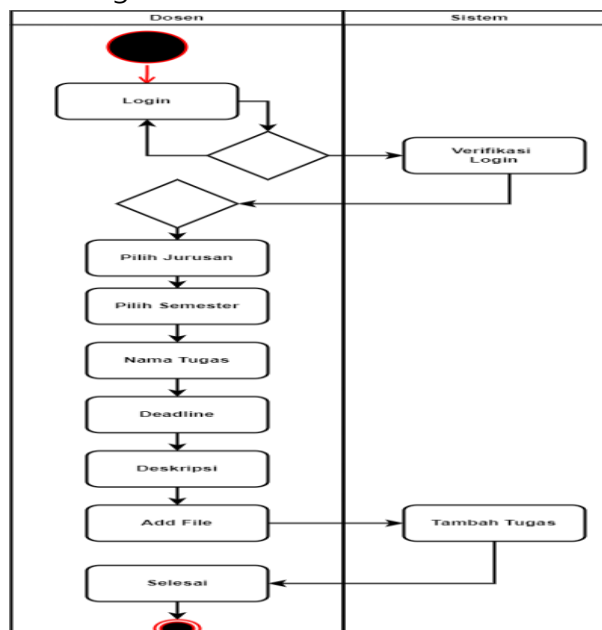 Dosen
Sistem
Login
Verifikasi
Login
Pilih Jurusan
Pilih Semester
Nama Tugas
Deadline
Deskripsi
Add File
Tambah Tugas
Selesai